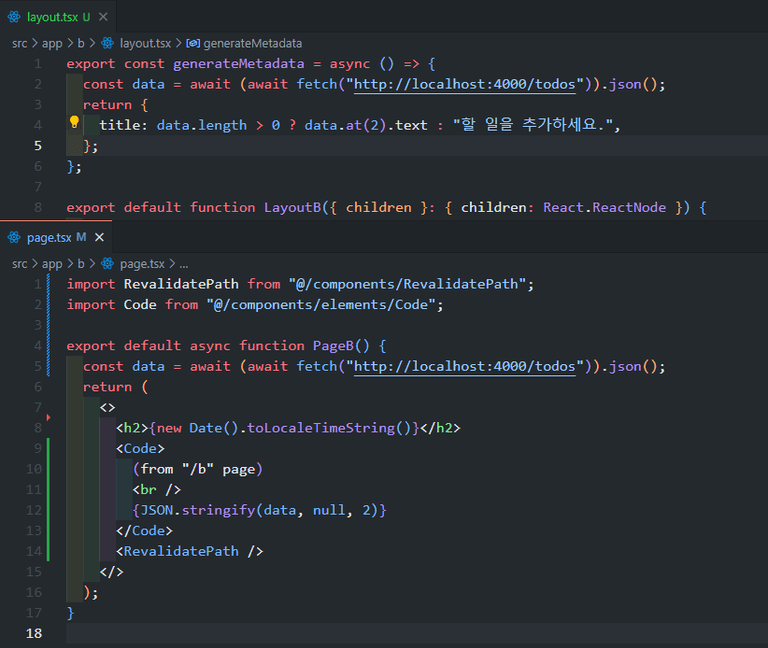 layout.tsx U ×
src > app > b > layout.tsx > generateMetadata
1 export const generateMetadata = async () => {
2 const data = await (await fetch("http://localhost:4000/todos")).json();
3 return {
4 title: data.length > 0 ? data.at(2).text : "할 일을 추가하세요.",
5 };
6 };
7
8 export default function LayoutB({ children }: { children: React.ReactNode }) {
page.tsx M ×
src > app > b > page.tsx > ...
1 import RevalidatePath from "@/components/RevalidatePath";
2 import Code from "@/components/elements/Code";
3
4 export default async function PageB() {
5 const data = await (await fetch("http://localhost:4000/todos")).json();
6 return (
7 <>
8 <h2>{new Date().toLocaleTimeString()}</h2>
9 <Code>
10 (from "/b" page)
11 <br />
12 {JSON.stringify(data, null, 2)}
13 </Code>
14 <RevalidatePath />
15 </>
16 );
17 }
18